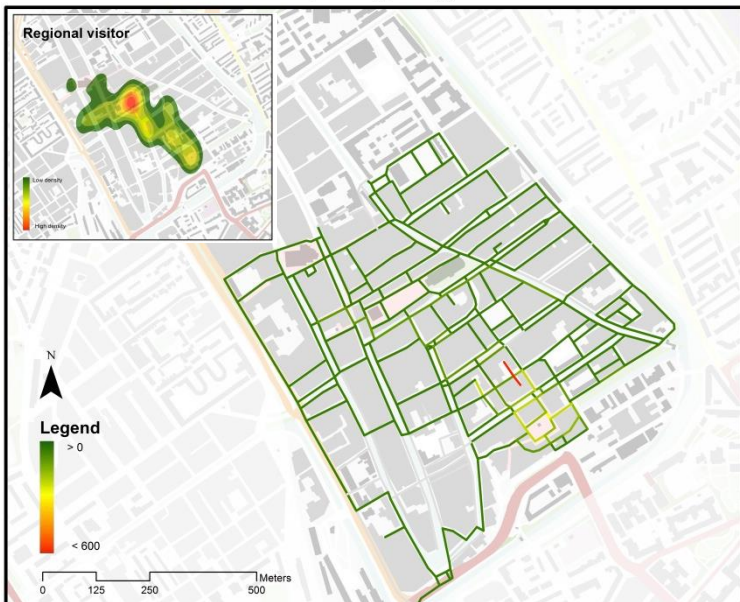 Regional visitor
Low density
High density
N
Legend
> 0
< 600
Meters
0 125 250 500